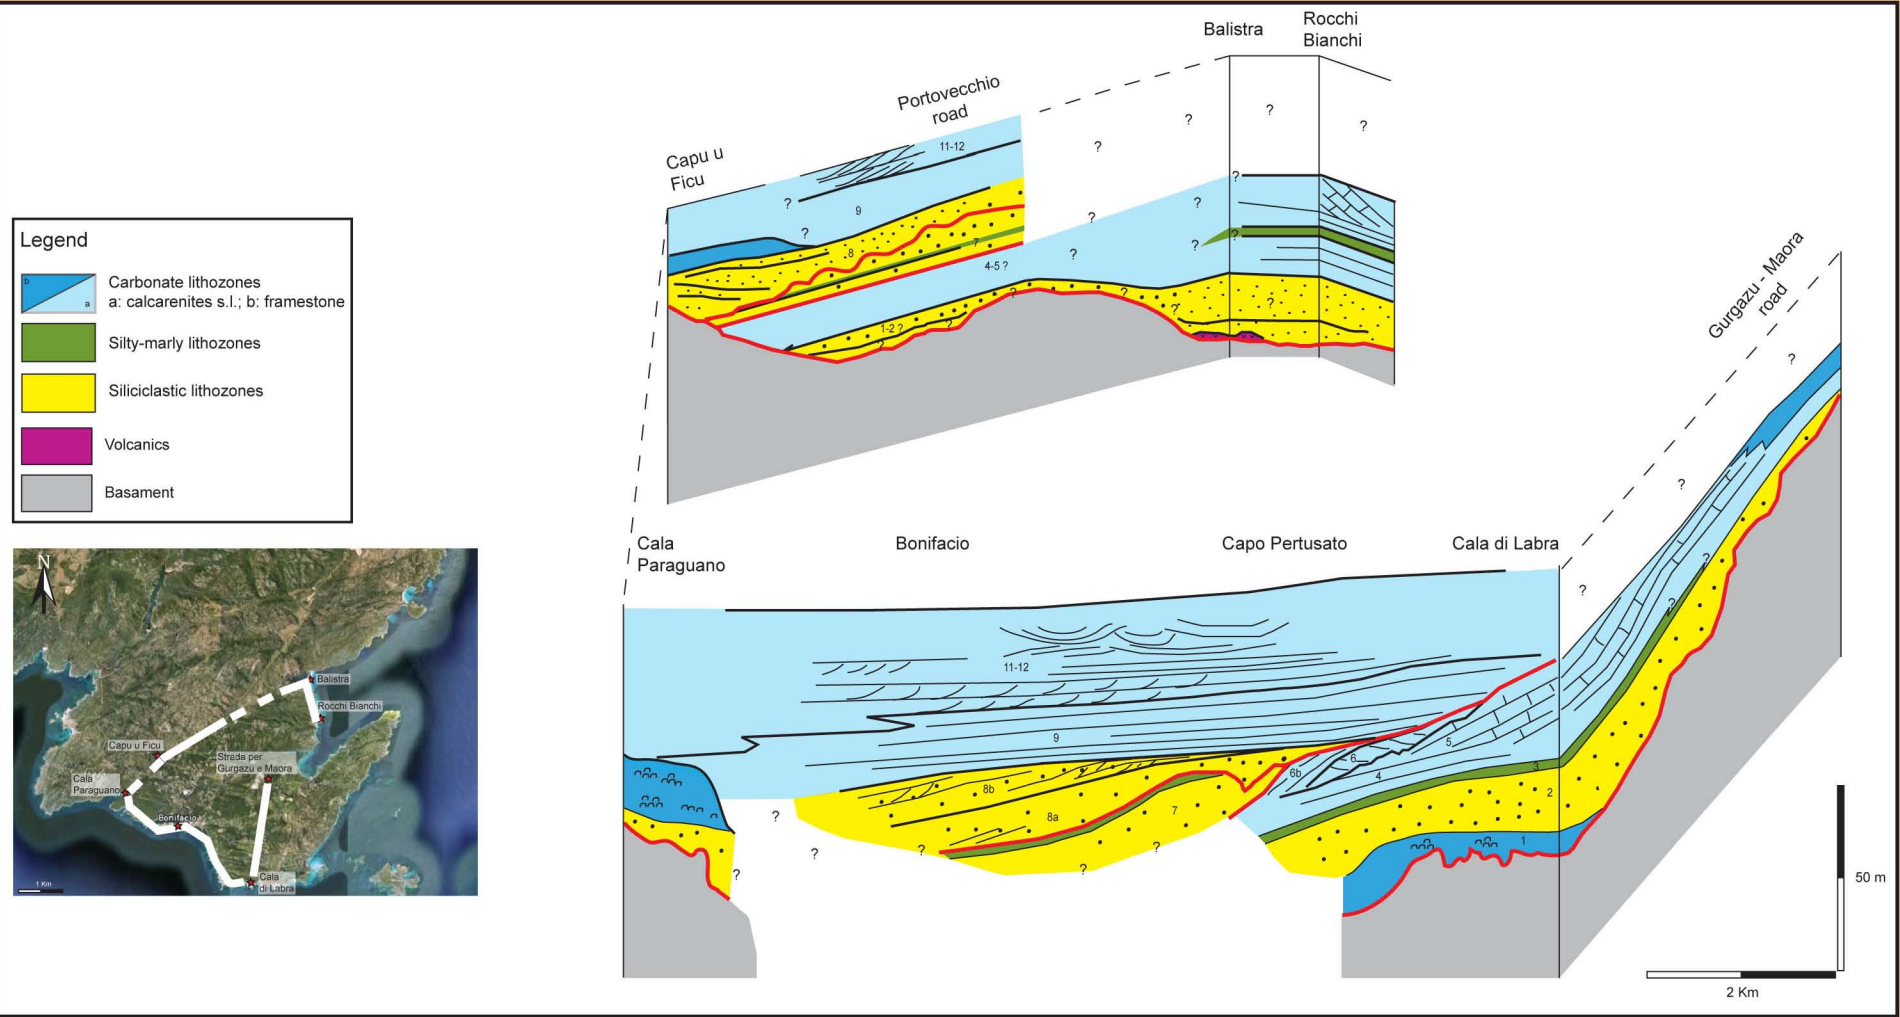 Balistra
Rocchi
Bianchi
?
?
?
?
Portovecchio
road
?
Capu u
Ficu
11-12
?
?
9
?
?
?
?
?
8
7
4-5 ?
?
?
?
?
?
?
1-2 ?
?
?
Gurgazu - Maora
road
?
?
?
?
?
Legend
b
a
Carbonate lithozones
a: calcarenites s.l.; b: framestone
Silty-marly lithozones
Siliciclastic lithozones
Volcanics
Basament
Cala
Paraguano
Bonifacio
Capo Pertusato
Cala di Labra
11-12
9
8b
8a
7
6b
6
5
4
3
2
1
?
?
?
?
?
?
50 m
2 Km
N
Balistra
Rocchi Bianchi
Capu u Ficu
Strada per
Gurgazu e Maora
Cala
Paraguano
Bonifacio
Cala
di Labra
1 Km